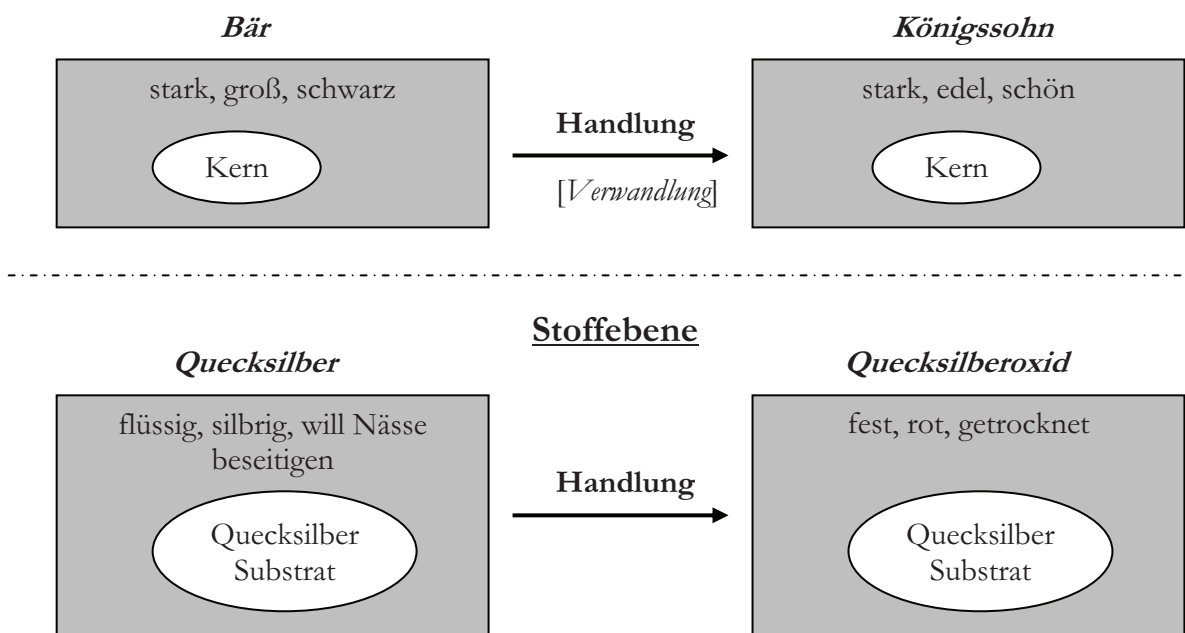 Bär
Königssohn
stark, groß, schwarz
Kern
Handlung
[Verwandlung]
stark, edel, schön
Kern
Stoffebene
Quecksilber
Quecksilberoxid
flüssig, silbrig, will Nässe
beseitigen
Quecksilber
Substrat
Handlung
fest, rot, getrocknet
Quecksilber
Substrat